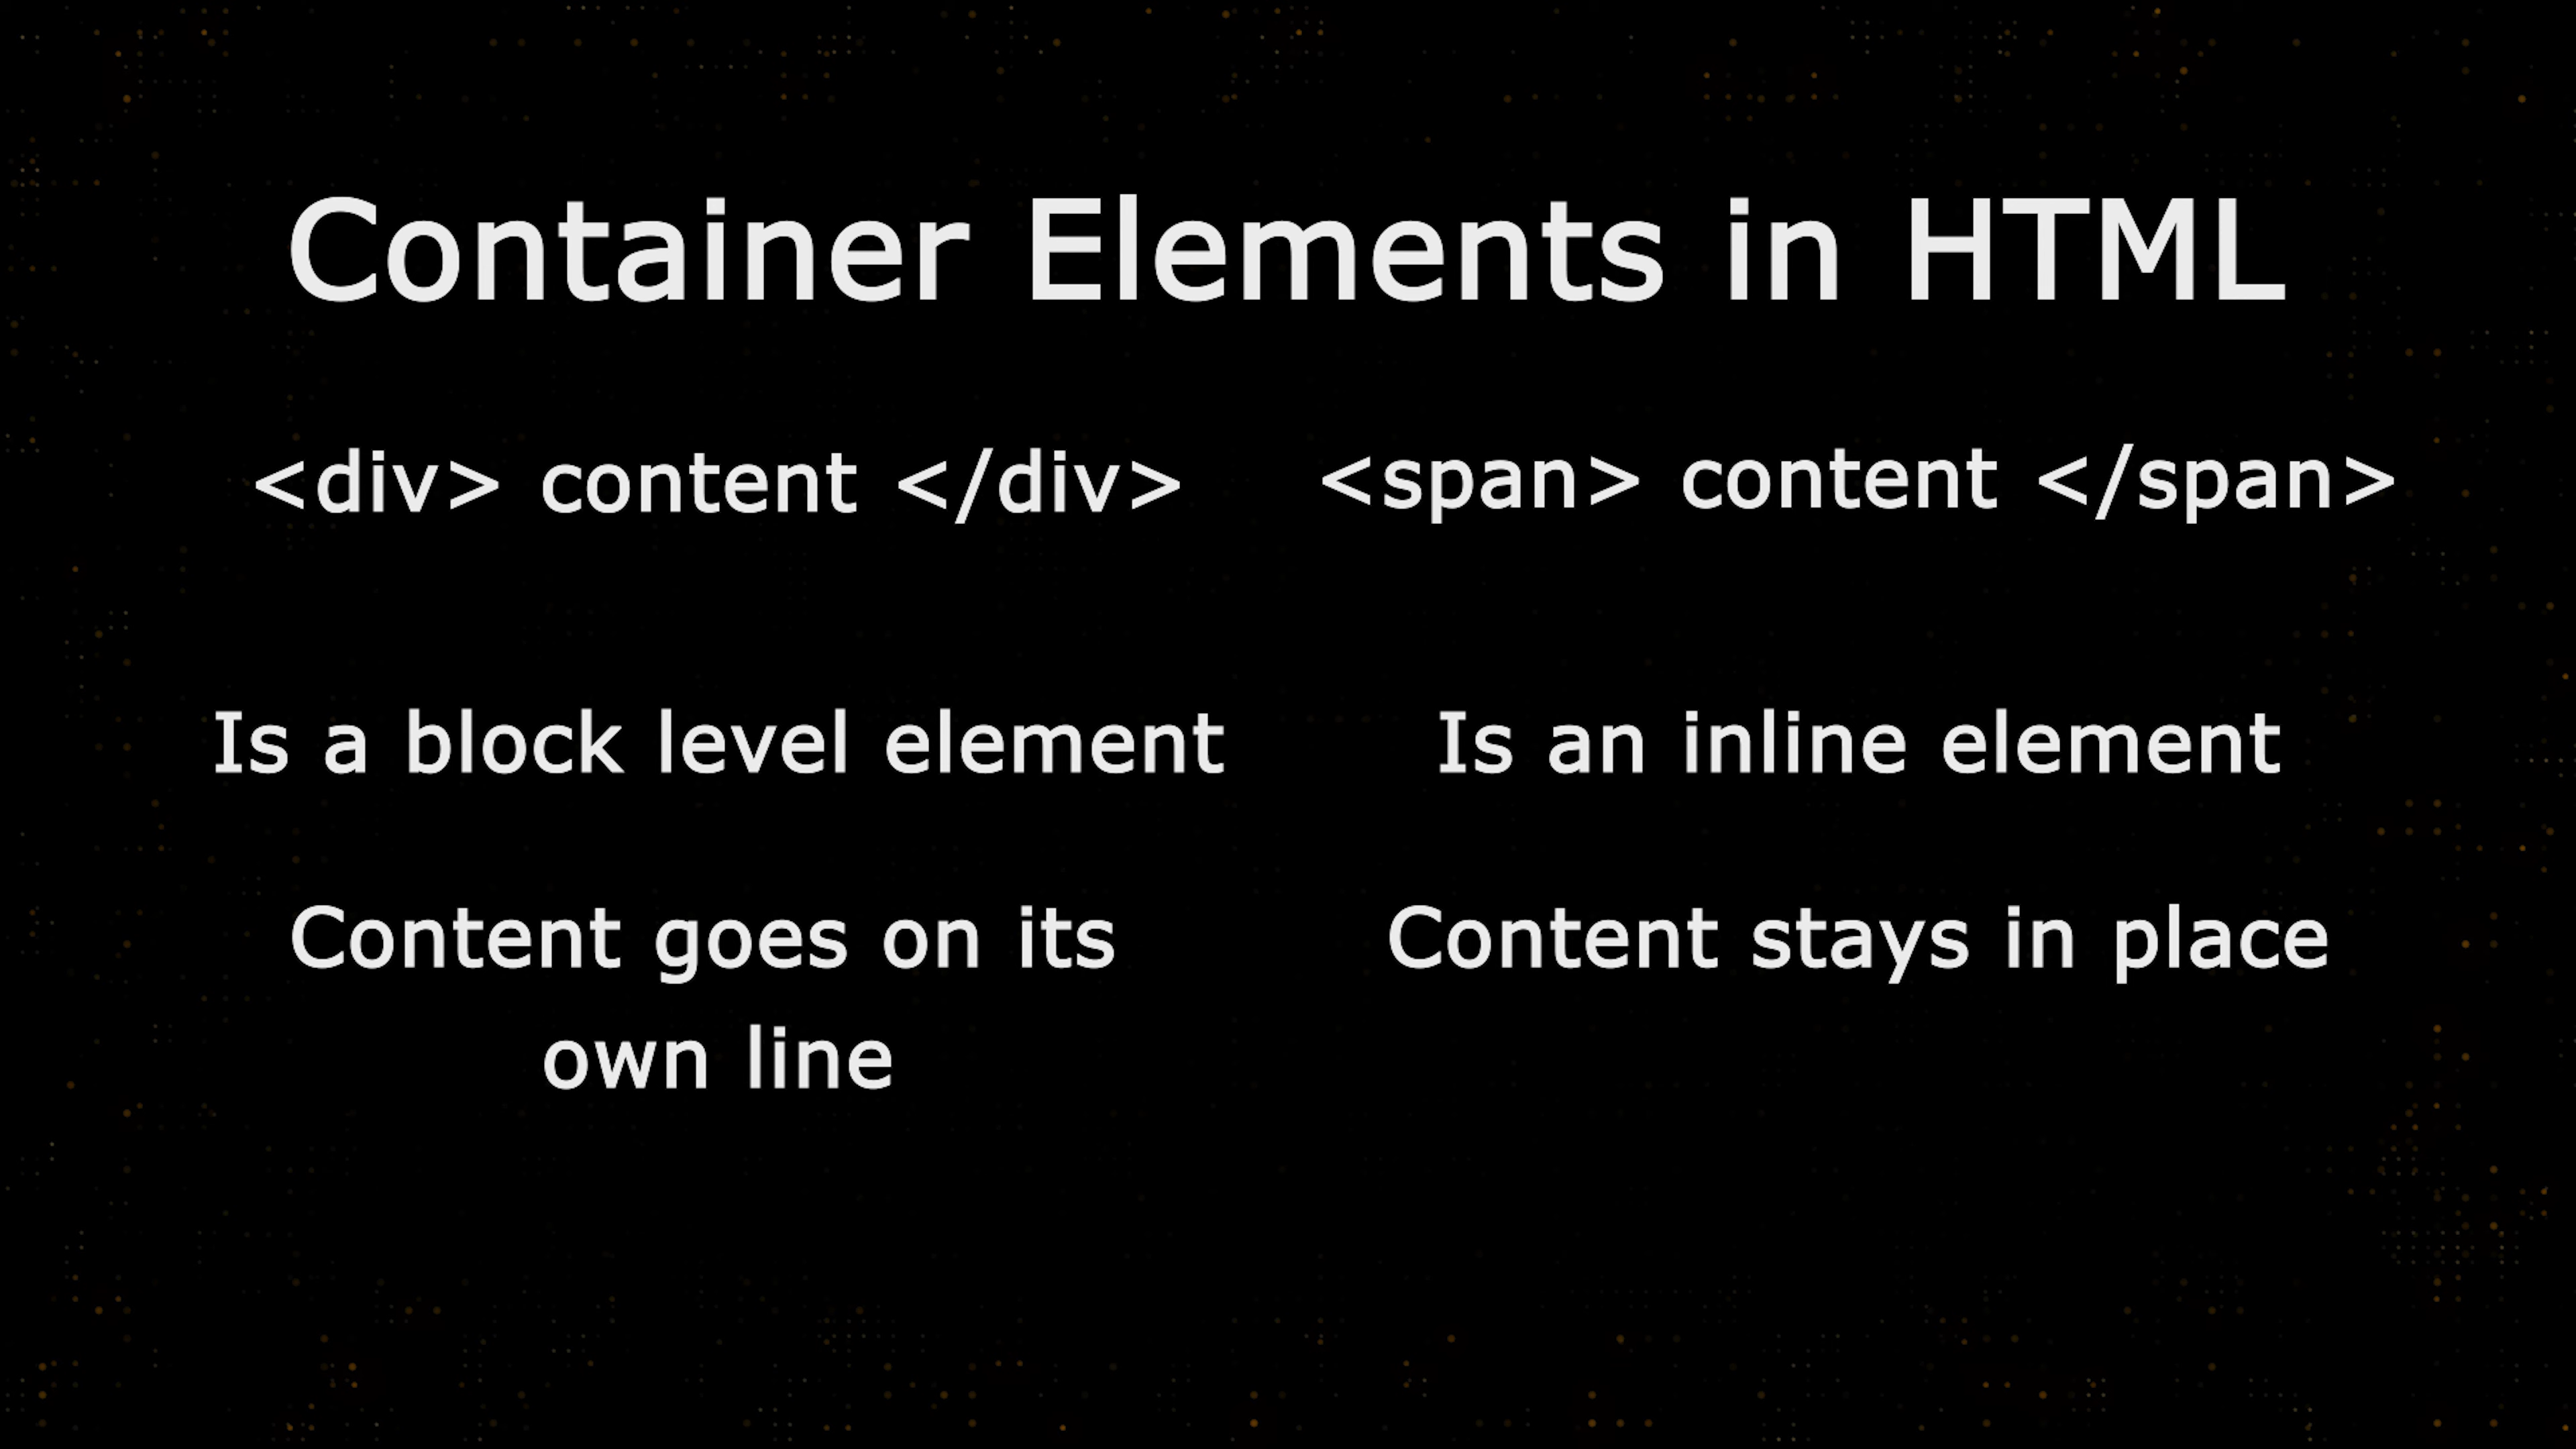 Container Elements in HTML
<div> content </div>
<span> content </span>
Is a block level element
Is an inline element
Content goes on its
own line
Content stays in place